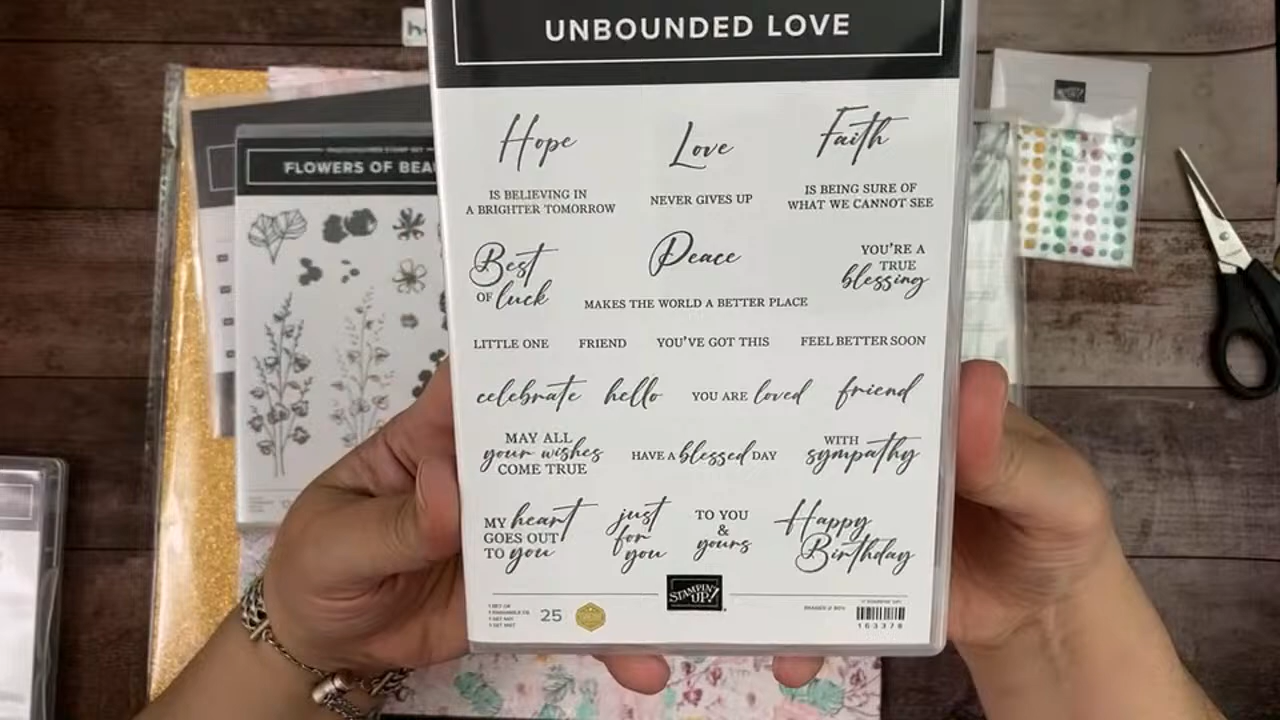 UNBOUNDED LOVE
Hope
IS BELIEVING IN
A BRIGHTER TOMORROW
Love
NEVER GIVES UP
Faith
IS BEING SURE OF
WHAT WE CANNOT SEE
Best
OF luck
Peace
MAKES THE WORLD A BETTER PLACE
YOU'RE A
TRUE
blessing
LITTLE ONE
FRIEND
YOU'VE GOT THIS
FEEL BETTER SOON
celebrate
hello
YOU ARE loved
friend
MAY ALL
your wishes
COME TRUE
HAVE A blessed DAY
WITH
sympathy
MY heart
GOES OUT
TO you
just
for
you
TO YOU
&
yours
Happy
Birthday
25
STAMPIN' UP!
163378
FLOWERS OF
STAMPIN' UP!